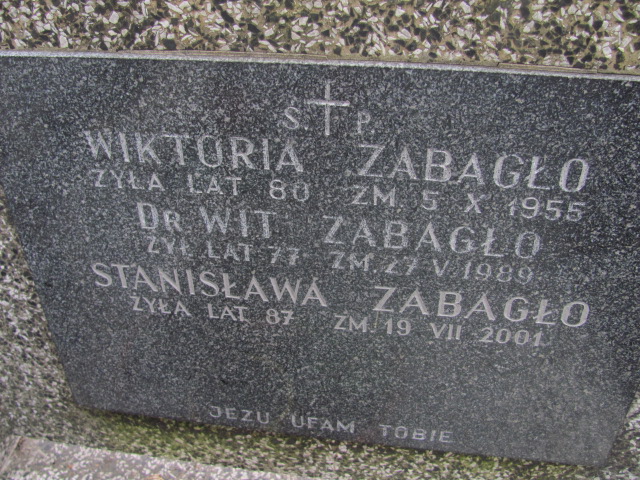 Ś. P.
WIKTORIA ZABAGŁO
ŻYŁA LAT 80 ZM. 5 X 1955
DR WIT ZABAGŁO
ŻYŁ LAT 77 ZM. 27 V 1989
STANISŁAWA ZABAGŁO
ŻYŁA LAT 87 ZM. 19 VII 2001
JEZU UFAM TOBIE